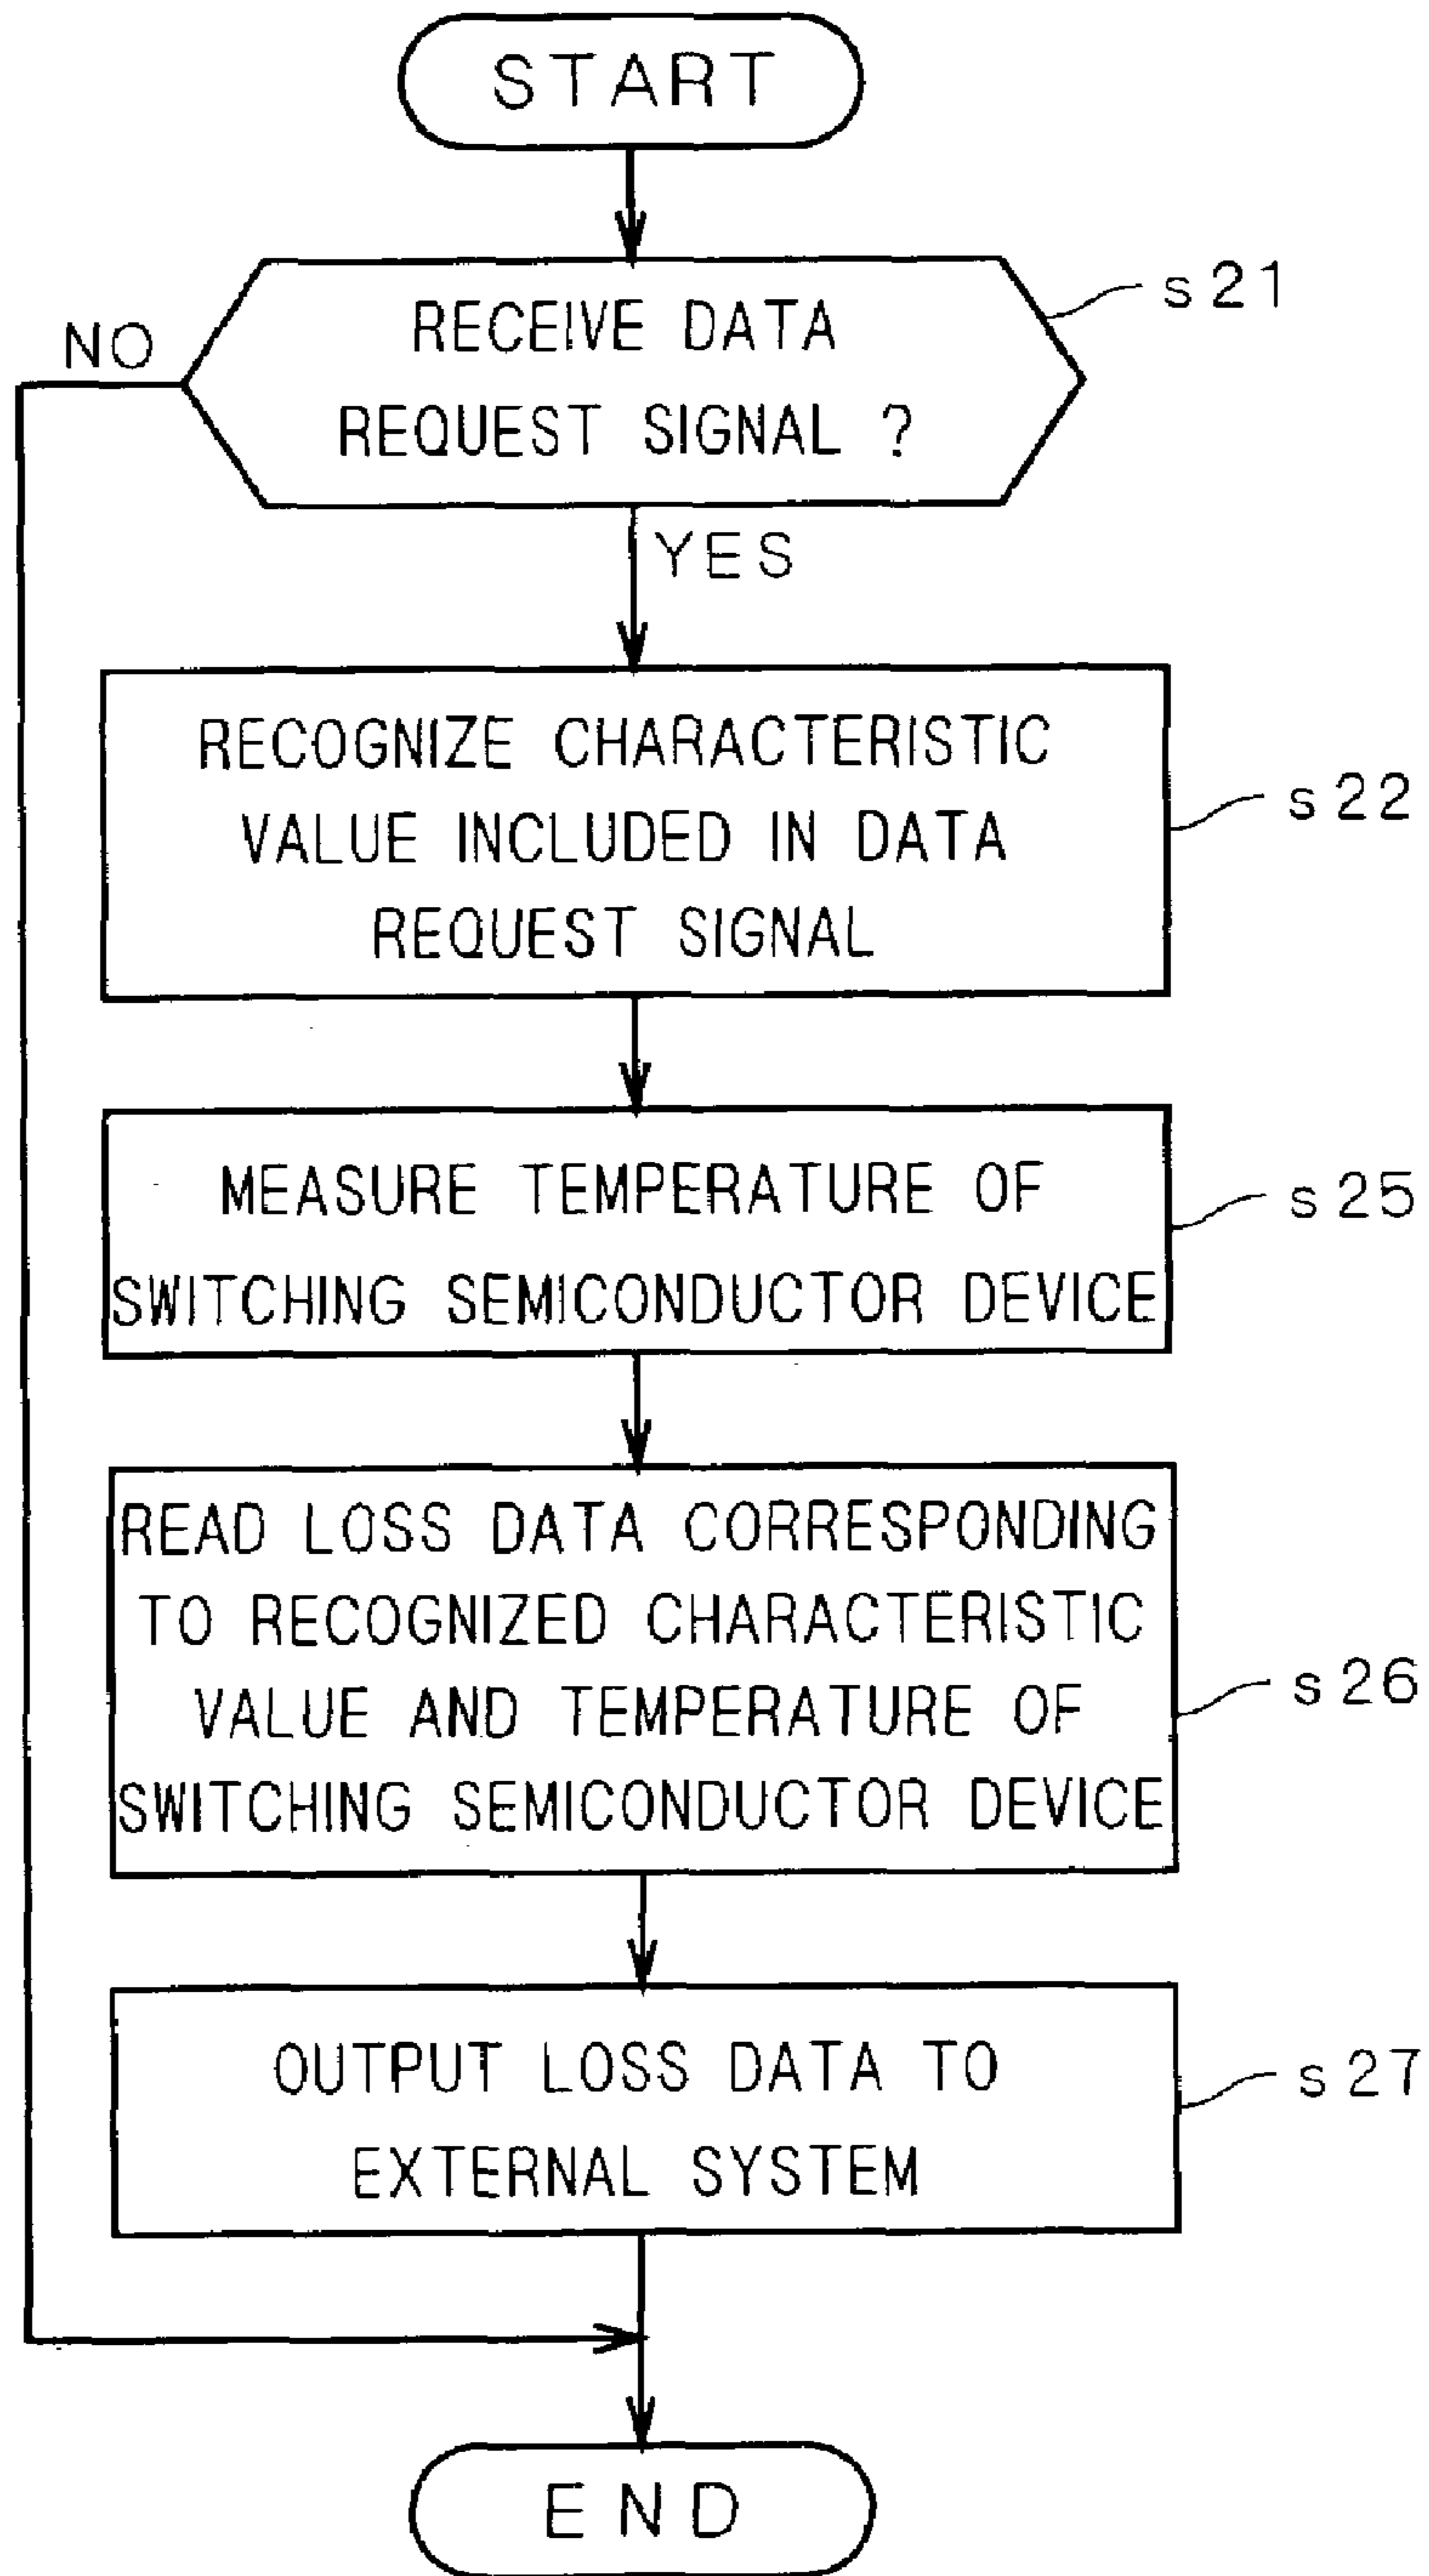 START
RECEIVE DATA
REQUEST SIGNAL ?
s21
NO
YES
RECOGNIZE CHARACTERISTIC
VALUE INCLUDED IN DATA
REQUEST SIGNAL
s22
MEASURE TEMPERATURE OF
SWITCHING SEMICONDUCTOR DEVICE
s25
READ LOSS DATA CORRESPONDING
TO RECOGNIZED CHARACTERISTIC
VALUE AND TEMPERATURE OF
SWITCHING SEMICONDUCTOR DEVICE
s26
OUTPUT LOSS DATA TO
EXTERNAL SYSTEM
s27
END